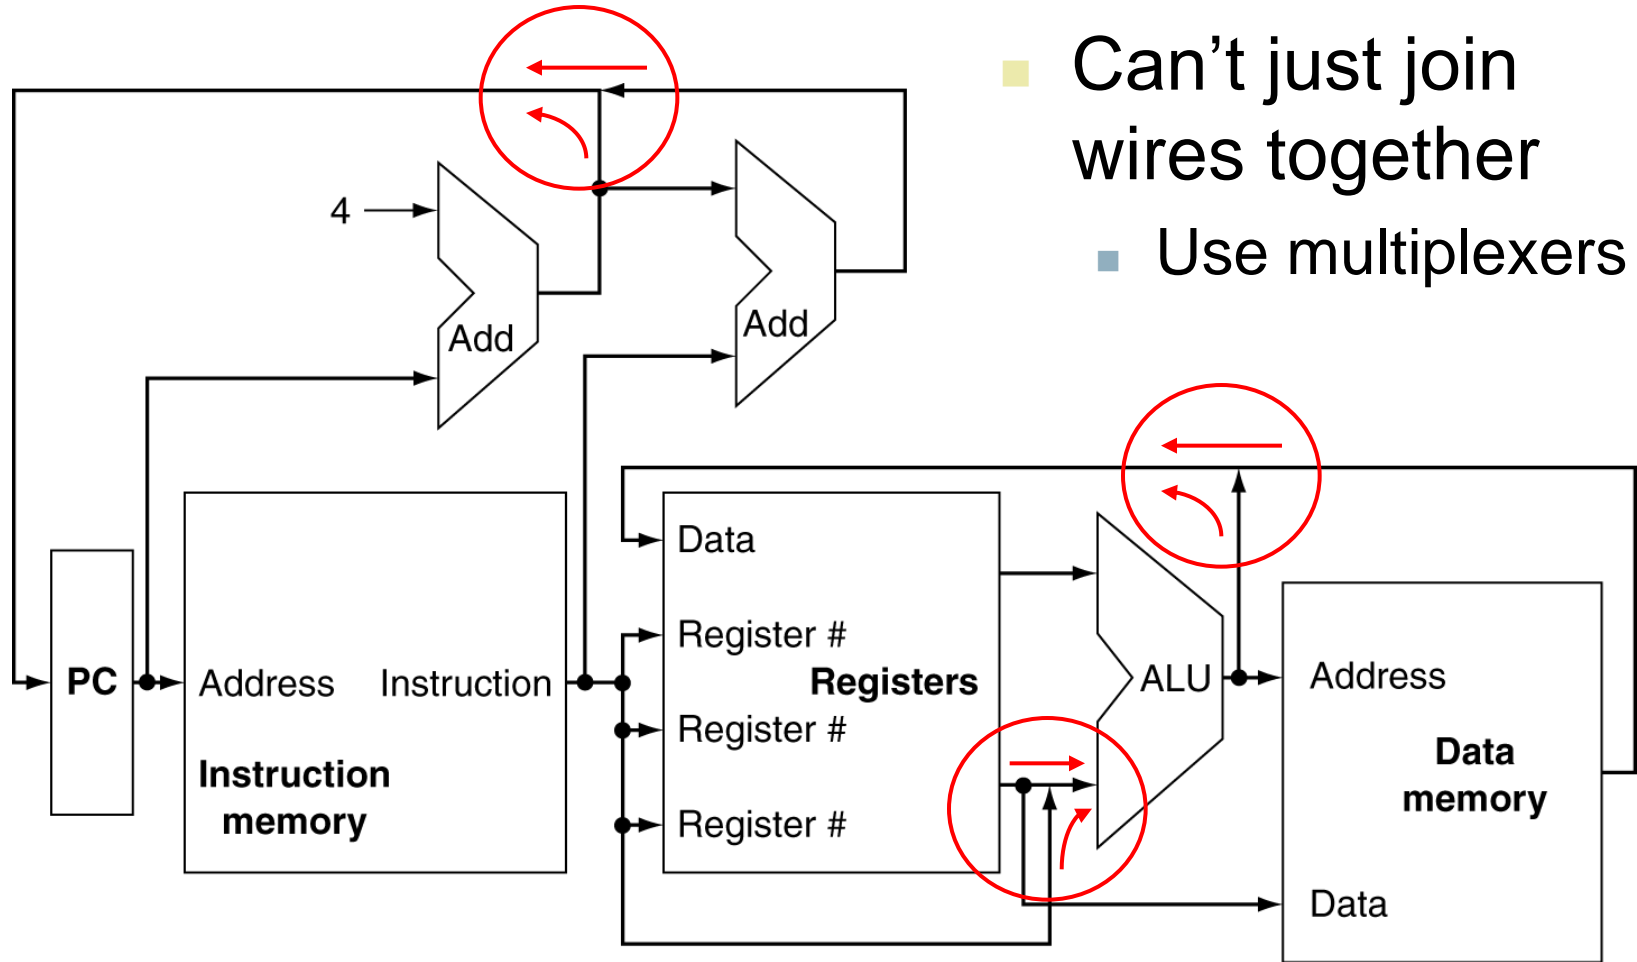 Can't just join
wires together
Use multiplexers
4
Add
Add
PC
Address
Instruction
Instruction
memory
Data
Register #
Registers
Register #
Register #
ALU
Address
Data
memory
Data